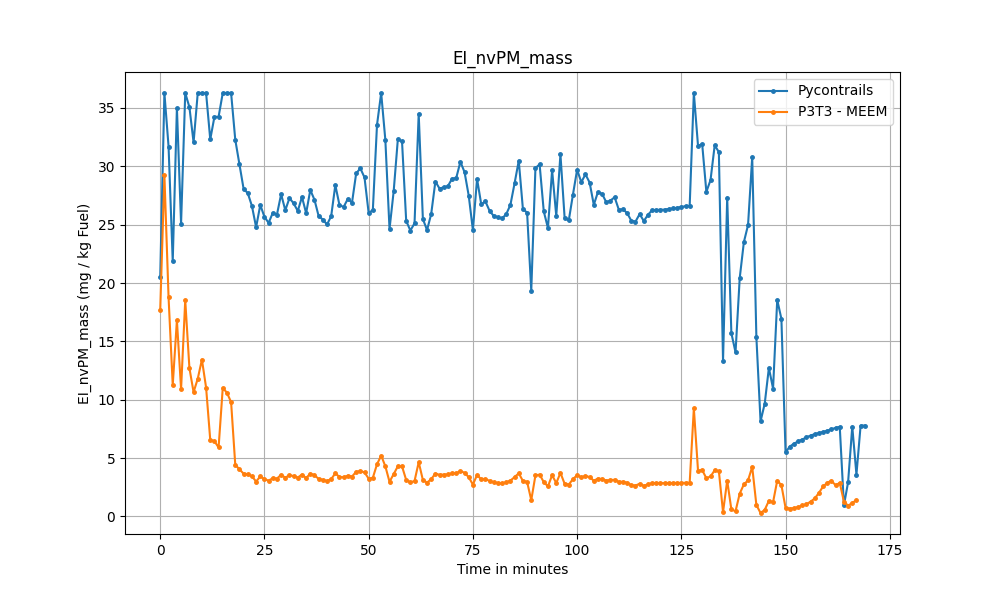 EI_nvPM_mass
Pycontrails
P3T3 - MEEM
EI_nvPM_mass (mg / kg Fuel)
35
30
25
20
15
10
5
0
0 25 50 75 100 125 150 175
Time in minutes